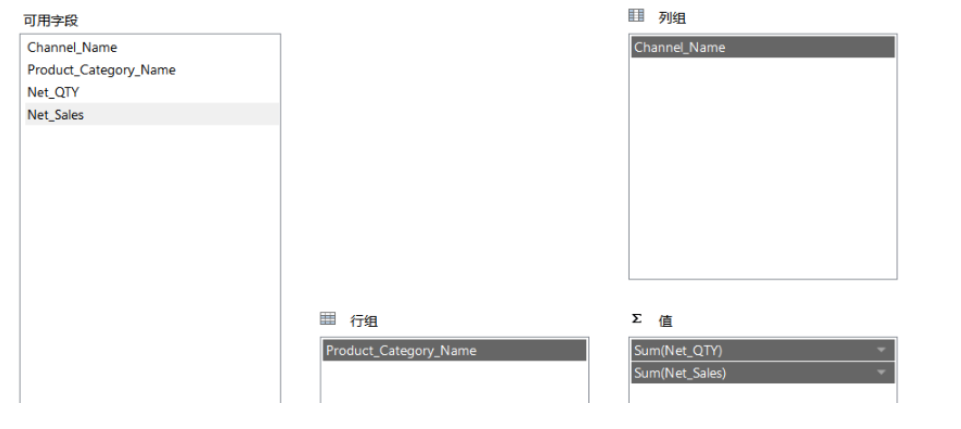 可用字段
Channel_Name
Product_Category_Name
Net_QTY
Net_Sales
列组
Channel_Name
行组
Product_Category_Name
Σ 值
Sum(Net_QTY)
Sum(Net_Sales)